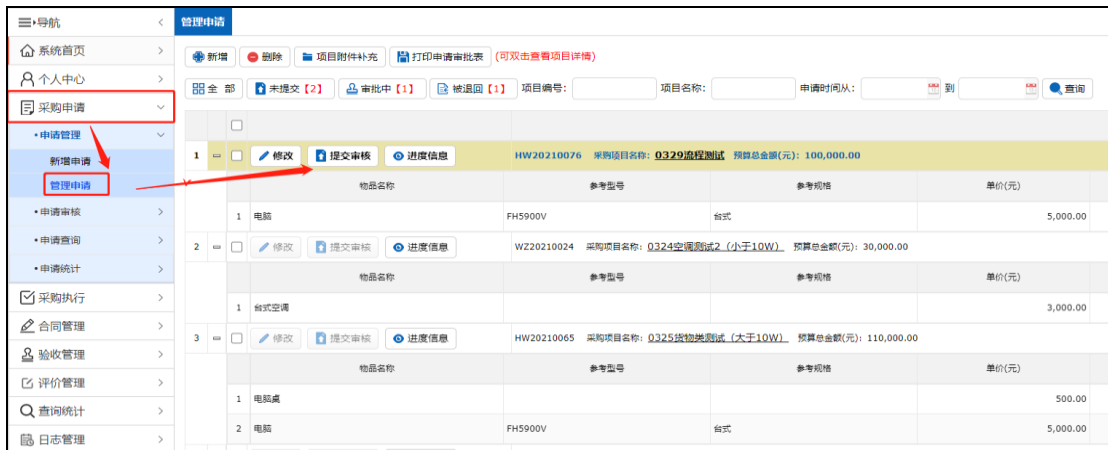 导航
管理申请
系统首页
新增 删除 项目附件补充 打印申请审批表 (可双击查看项目详情)
个人中心
全 部 未提交【2】 审批中【1】 被退回【1】 项目编号: 项目名称: 申请时间从: 到 查询
采购申请
•申请管理
新增申请
管理申请
•申请审核
•申请查询
•申请统计
采购执行
合同管理
验收管理
评价管理
查询统计
日志管理
1 修改 提交审核 进度信息 HW20210076 采购项目名称: 0329流程测试 预算总金额(元): 100,000.00
物品名称 参考型号 参考规格 单价(元)
1 电脑 FH5900V 台式 5,000.00
2 修改 提交审核 进度信息 WZ20210024 采购项目名称: 0324空调测试2（小于10W） 预算总金额(元): 30,000.00
物品名称 参考型号 参考规格 单价(元)
1 台式空调 3,000.00
3 修改 提交审核 进度信息 HW20210065 采购项目名称: 0325货物类测试（大于10W） 预算总金额(元): 110,000.00
物品名称 参考型号 参考规格 单价(元)
1 电脑桌 500.00
2 电脑 FH5900V 台式 5,000.00